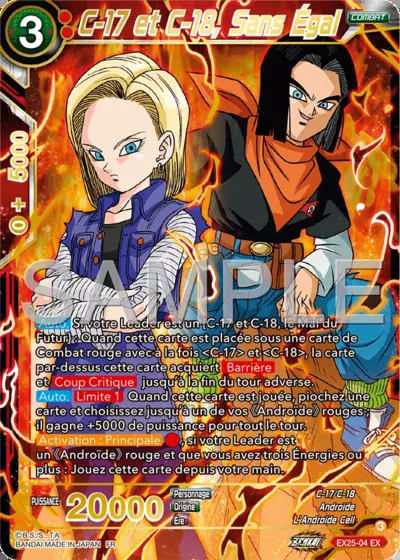 3
C-17 et C-18, Sans Égal
COMBAT
0 + 5000
SAMPLE
Auto. Si votre Leader est un {C-17 et C-18, le Mal du
Futur} : Quand cette carte est placée sous une carte
de Combat rouge avec à la fois <C-17> et <C-18>, la carte
par-dessus cette carte acquiert Barrière
et Coup Critique jusqu'à la fin du tour adverse.
Auto. Limite 1 Quand cette carte est jouée, piochez une
carte et choisissez jusqu'à un de vos 《Androïde》 rouges ;
il gagne +5000 de puissance pour tout le tour.
Activation : Principale, si votre Leader est
un 《Androïde》 rouge et que vous avez trois Énergies ou
plus : Jouez cette carte depuis votre main.
PUISSANCE 20000
Personnage C-17/C-18
Origine Androïde
Ère L'Androïde Cell
©B.S./S., T.A.
BANDAI MADE IN JAPAN FR
3
EX25-04 EX